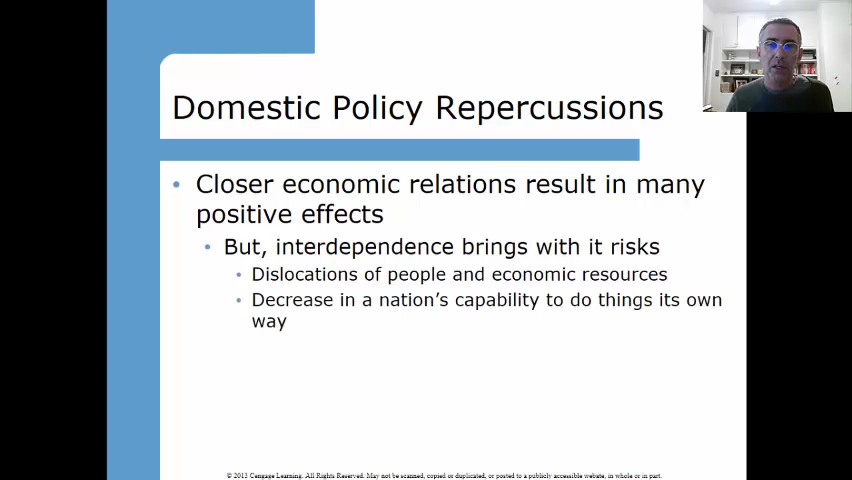 Domestic Policy Repercussions
• Closer economic relations result in many
positive effects
• But, interdependence brings with it risks
• Dislocations of people and economic resources
• Decrease in a nation’s capability to do things its own
way
© 2013 Cengage Learning. All Rights Reserved. May not be scanned, copied or duplicated, or posted to a publicly accessible website, in whole or in part.